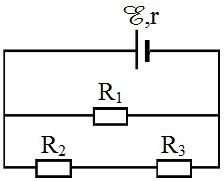 ℰ,r
R₁
R₂ R₃